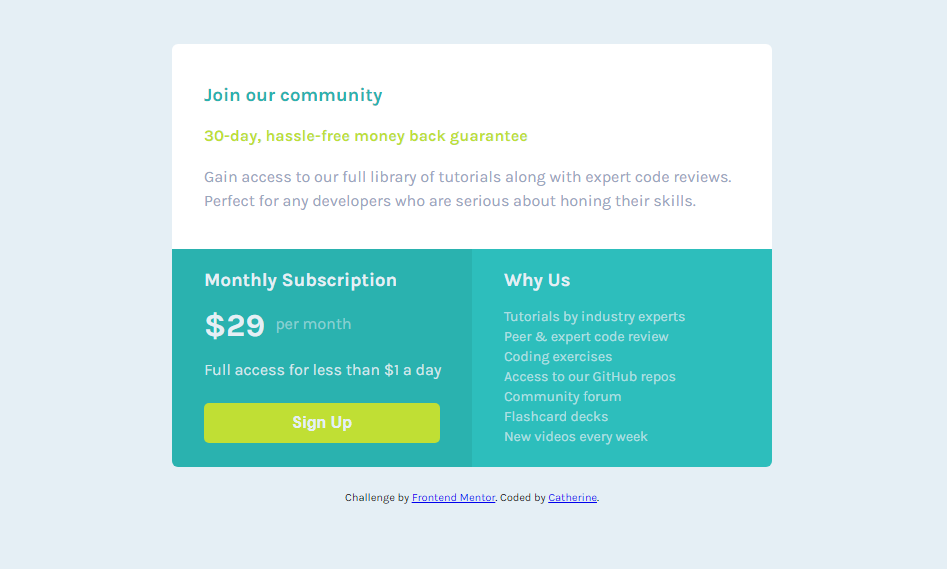 Join our community
30-day, hassle-free money back guarantee
Gain access to our full library of tutorials along with expert code reviews.
Perfect for any developers who are serious about honing their skills.
Monthly Subscription
$29 per month
Full access for less than $1 a day
Sign Up
Why Us
Tutorials by industry experts
Peer & expert code review
Coding exercises
Access to our GitHub repos
Community forum
Flashcard decks
New videos every week
Challenge by Frontend Mentor. Coded by Catherine.